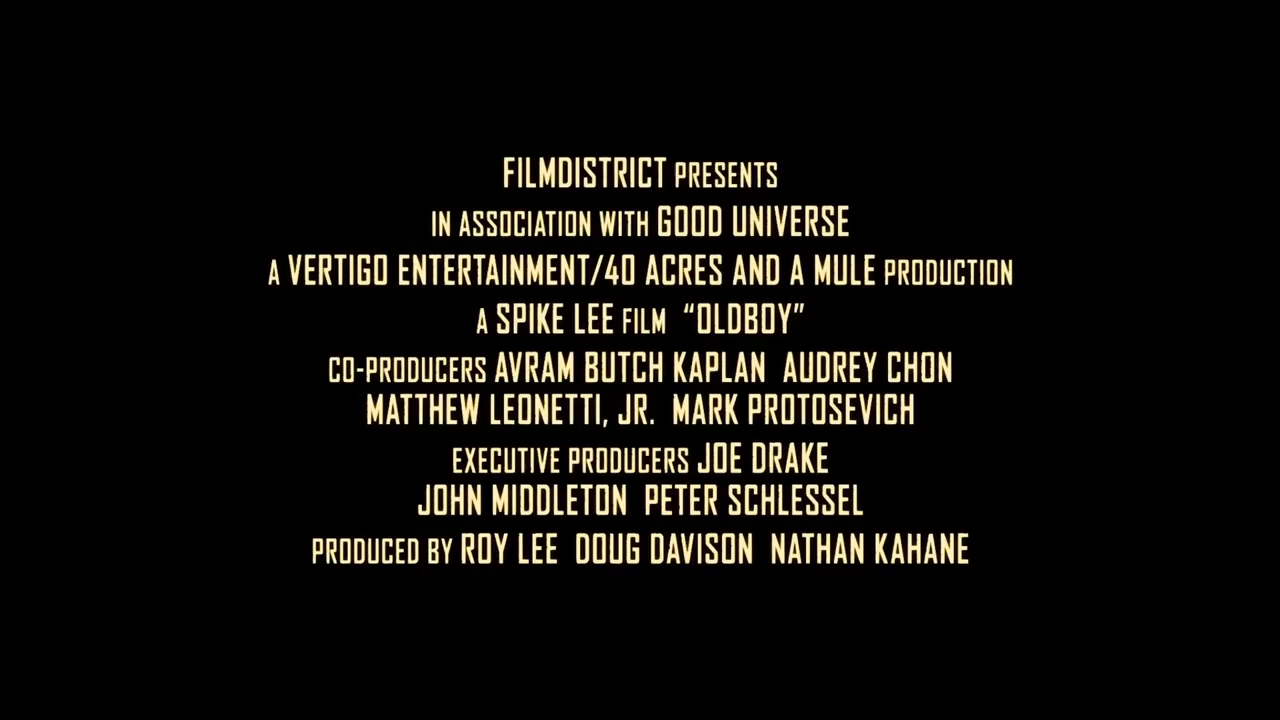 FILMDISTRICT PRESENTS
IN ASSOCIATION WITH GOOD UNIVERSE
A VERTIGO ENTERTAINMENT/40 ACRES AND A MULE PRODUCTION
A SPIKE LEE FILM “OLDBOY”
CO-PRODUCERS AVRAM BUTCH KAPLAN AUDREY CHON
MATTHEW LEONETTI, JR. MARK PROTOSEVICH
EXECUTIVE PRODUCERS JOE DRAKE
JOHN MIDDLETON PETER SCHLESSEL
PRODUCED BY ROY LEE DOUG DAVISON NATHAN KAHANE